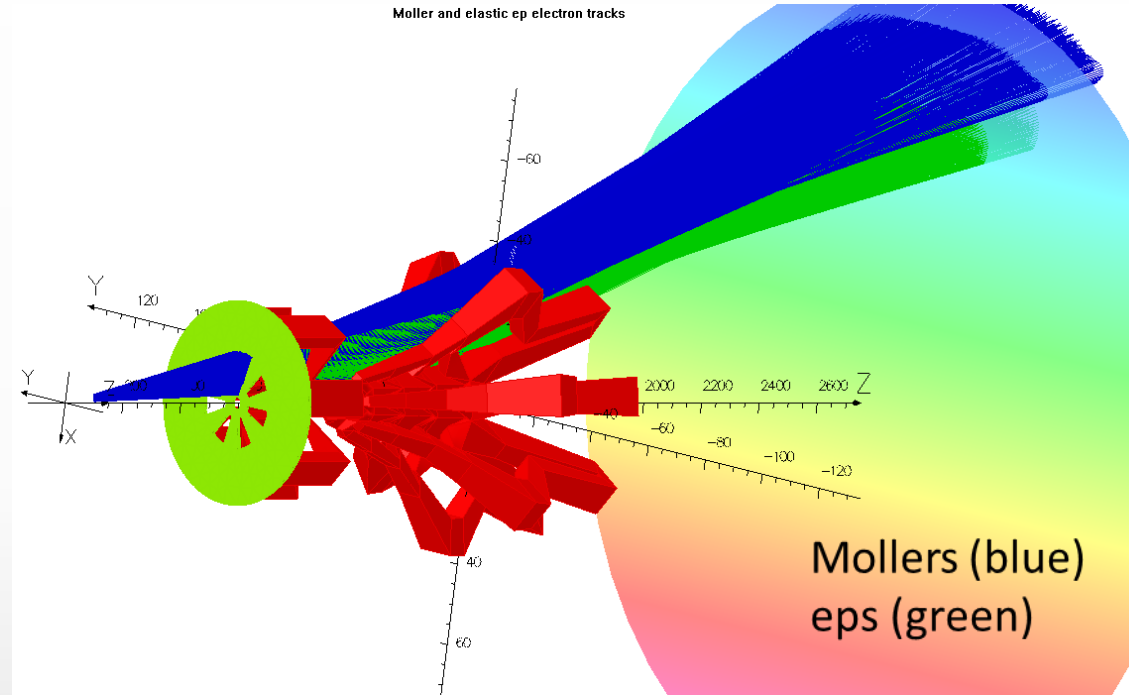 Moller and elastic ep electron tracks
-60
-40
Y
120
Y
Z
X
2000 2200 2400 2600 Z
-40
-60
-80
-100
-120
40
60
Mollers (blue)
eps (green)